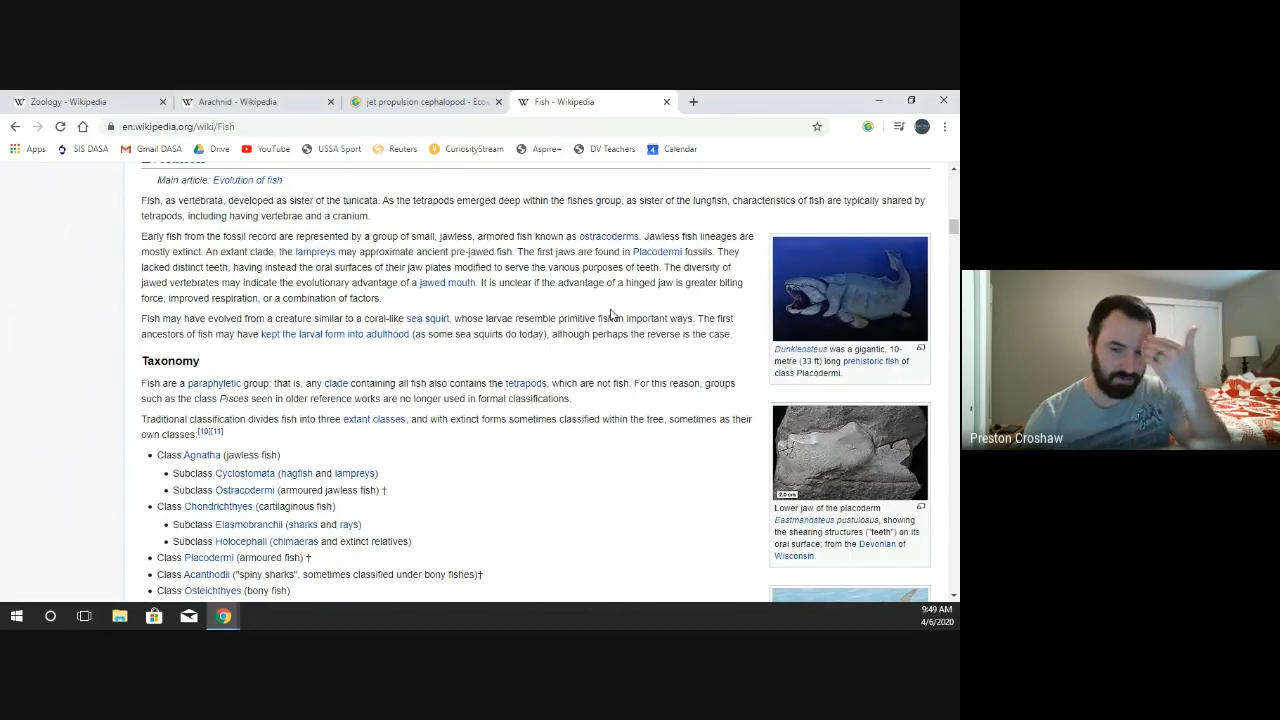 Zoology - Wikipedia
Arachnid - Wikipedia
jet propulsion cephalopod - Ecos
Fish - Wikipedia
en.wikipedia.org/wiki/Fish
Apps
SIS DASA
Gmail DASA
Drive
YouTube
USSA Sport
Reuters
CuriosityStream
Aspire+
DV Teachers
Calendar
Main article: Evolution of fish
Fish, as vertebrata, developed as sister of the tunicata. As the tetrapods emerged deep within the fishes group, as sister of the lungfish, characteristics of fish are typically shared by
tetrapods, including having vertebrae and a cranium.
Early fish from the fossil record are represented by a group of small, jawless, armored fish known as ostracoderms. Jawless fish lineages are
mostly extinct. An extant clade, the lampreys may approximate ancient pre-jawed fish. The first jaws are found in Placodermi fossils. They
lacked distinct teeth, having instead the oral surfaces of their jaw plates modified to serve the various purposes of teeth. The diversity of
jawed vertebrates may indicate the evolutionary advantage of a jawed mouth. It is unclear if the advantage of a hinged jaw is greater biting
force, improved respiration, or a combination of factors.
Fish may have evolved from a creature similar to a coral-like sea squirt, whose larvae resemble primitive fish in important ways. The first
ancestors of fish may have kept the larval form into adulthood (as some sea squirts do today), although perhaps the reverse is the case.
Taxonomy
Fish are a paraphyletic group: that is, any clade containing all fish also contains the tetrapods, which are not fish. For this reason, groups
such as the class Pisces seen in older reference works are no longer used in formal classifications.
Traditional classification divides fish into three extant classes, and with extinct forms sometimes classified within the tree, sometimes as their
own classes:[10][11]
• Class Agnatha (jawless fish)
• Subclass Cyclostomata (hagfish and lampreys)
• Subclass Ostracodermi (armoured jawless fish) †
• Class Chondrichthyes (cartilaginous fish)
• Subclass Elasmobranchii (sharks and rays)
• Subclass Holocephali (chimaeras and extinct relatives)
• Class Placodermi (armoured fish) †
• Class Acanthodii ("spiny sharks", sometimes classified under bony fishes)†
• Class Osteichthyes (bony fish)
Dunkleosteus was a gigantic, 10-
metre (33 ft) long prehistoric fish of
class Placodermi.
2.0 cm
Lower jaw of the placoderm
Eastmanosteus pustulosus, showing
the shearing structures ("teeth") on its
oral surface; from the Devonian of
Wisconsin.
9:49 AM
4/6/2020
Preston Croshaw